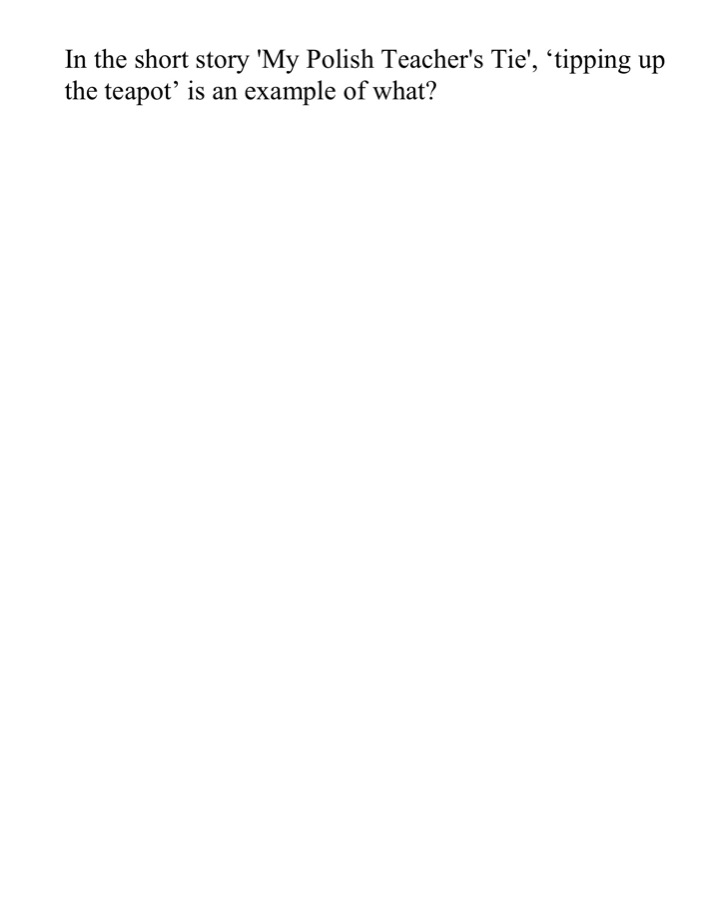 In the short story 'My Polish Teacher's Tie', ‘tipping up
the teapot’ is an example of what?